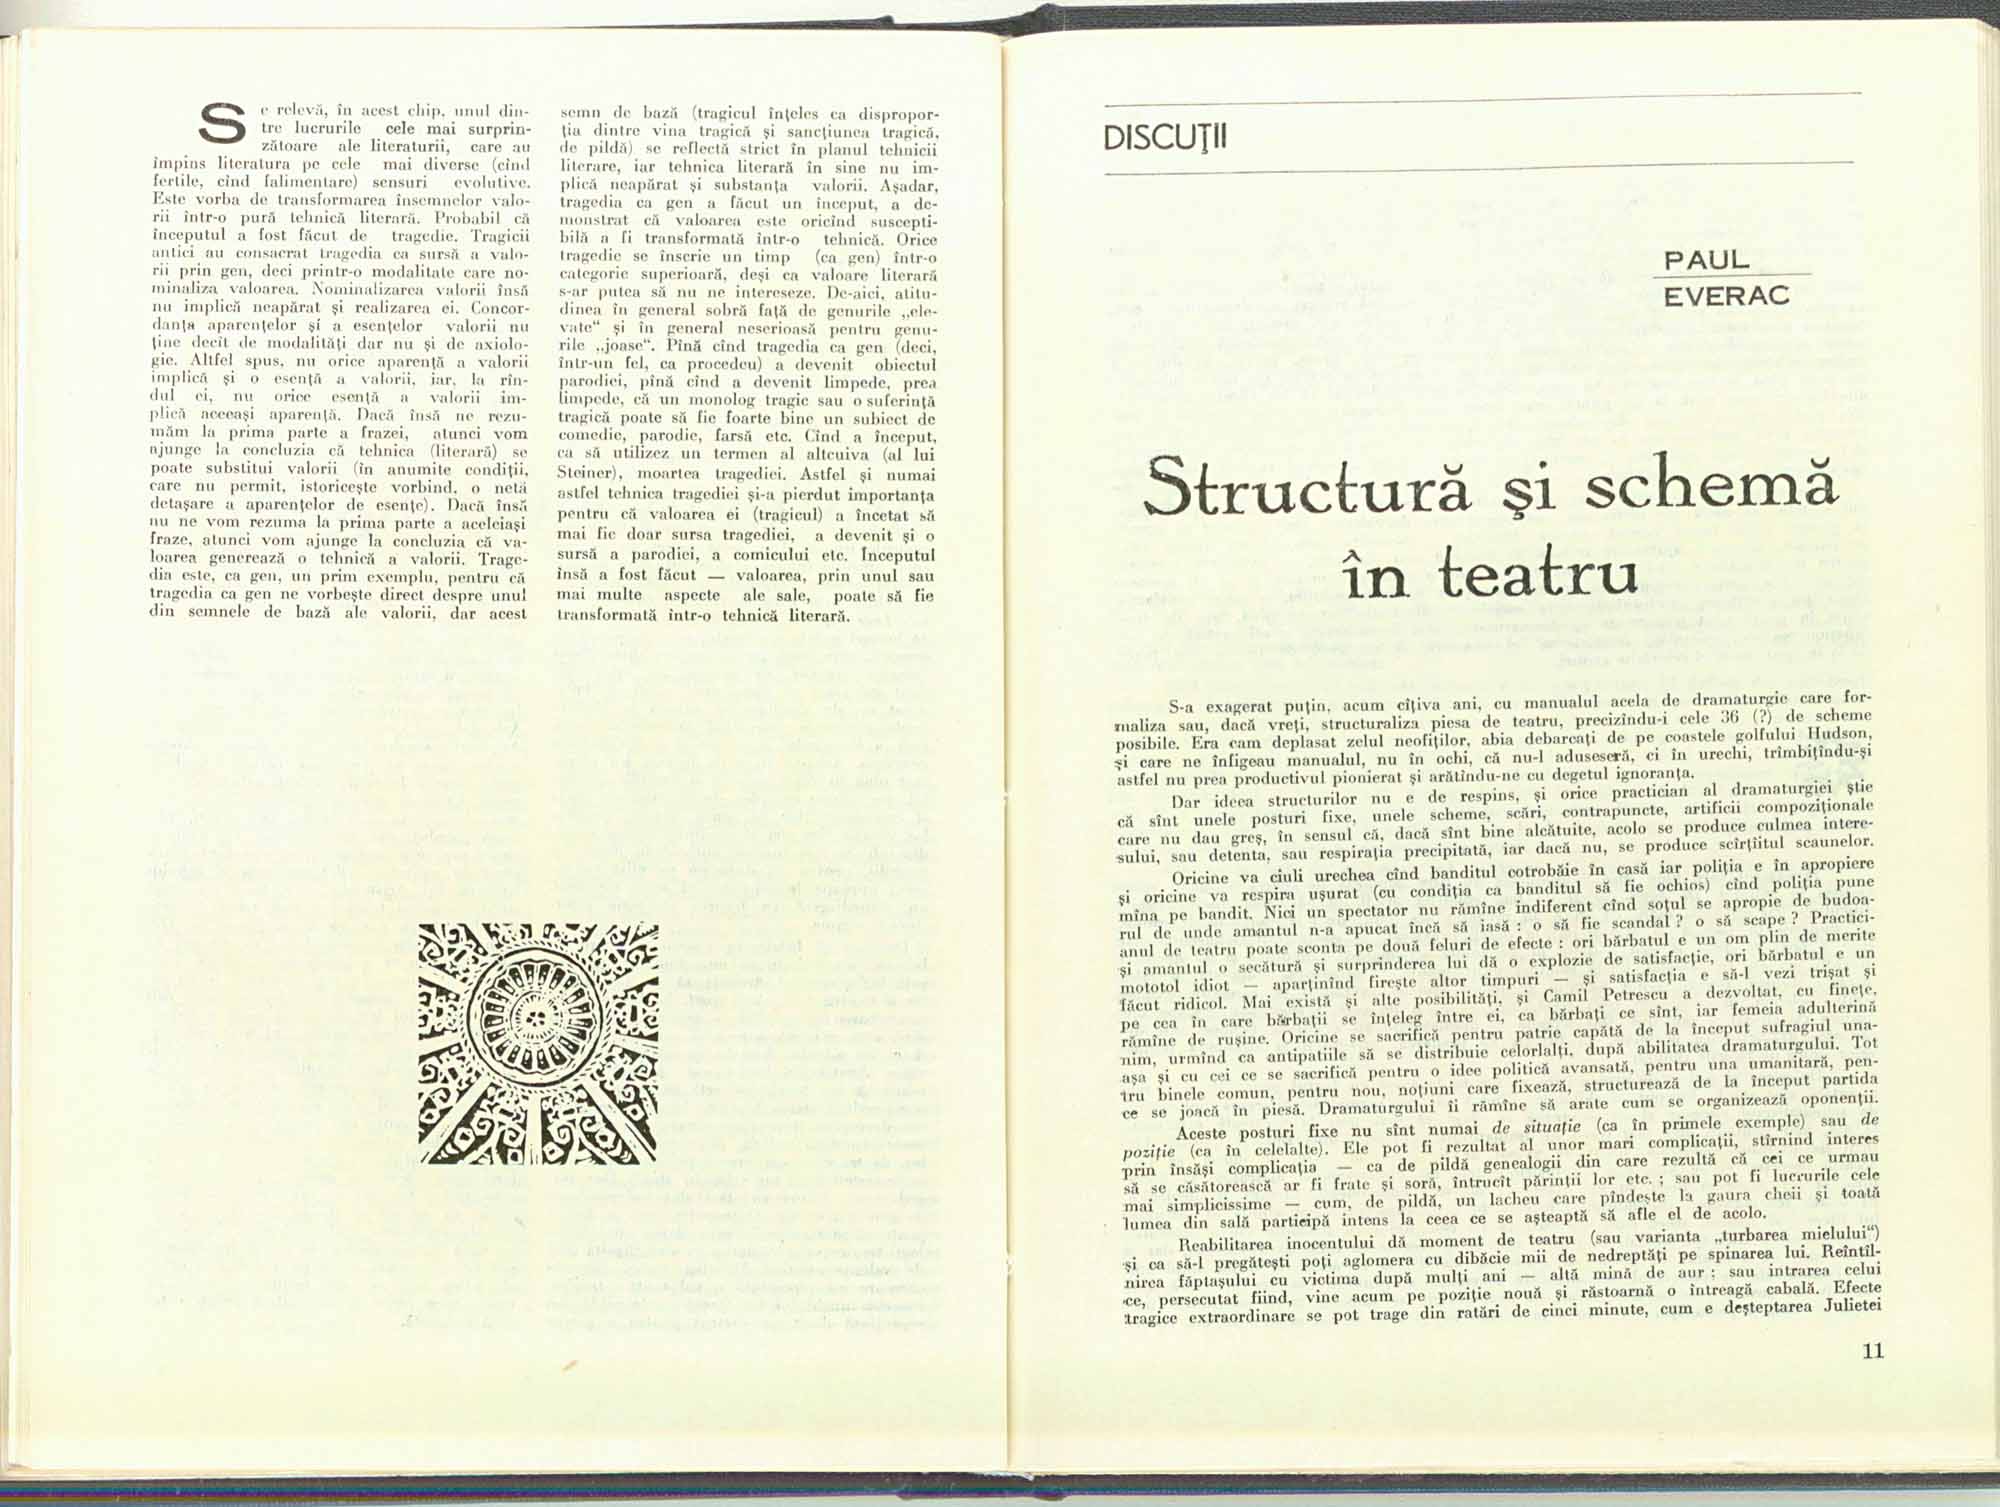 Se relevă, în acest chip, unul din-
tre lucrurile cele mai surprin-
zătoare ale literaturii, care au
împins literatura pe cele mai diverse (cînd
fertile, cînd falimentare) sensuri evolutive.
Este vorba de transformarea însemnelor valo-
rii într-o pură tehnică literară. Probabil că
începutul a fost făcut de tragedie. Tragicii
antici au consacrat tragedia ca sursă a valo-
rii prin gen, deci printr-o modalitate care no-
minaliza valoarea. Nominalizarea valorii însă
nu implică neapărat și realizarea ei. Concor-
danța aparențelor și a esențelor valorii nu
ține decît de modalități dar nu și de axiolo-
gie. Altfel spus, nu orice aparență a valorii
implică și o esență a valorii, iar, la rîn-
dul ei, nu orice esență a valorii im-
plică aceeași aparență. Dacă însă ne rezu-
măm la prima parte a frazei, atunci vom
ajunge la concluzia că tehnica (literară) se
poate substitui valorii (în anumite condiții,
care nu permit, istoricește vorbind, o netă
detașare a aparențelor de esențe). Dacă însă
nu ne vom rezuma la prima parte a aceleiași
fraze, atunci vom ajunge la concluzia că va-
loarea generează o tehnică a valorii. Trage-
dia este, ca gen, un prim exemplu, pentru că
tragedia ca gen ne vorbește direct despre unul
din semnele de bază ale valorii, dar acest
semn de bază (tragicul înțeles ca dispropor-
ția dintre vina tragică și sancțiunea tragică,
de pildă) se reflectă strict în planul tehnicii
literare, iar tehnica literară în sine nu im-
plică neapărat și substanța valorii. Așadar,
tragedia ca gen a făcut un început, a de-
monstrat că valoarea este oricînd suscepti-
bilă a fi transformată într-o tehnică. Orice
tragedie se înscrie un timp (ca gen) într-o
categorie superioară, deși ca valoare literară
s-ar putea să nu ne intereseze. De-aici, atitu-
dinea în general sobră față de genurile „ele-
vate“ și în general neserioasă pentru genu-
rile „joase“. Pînă cînd tragedia ca gen (deci,
într-un fel, ca procedeu) a devenit obiectul
parodiei, pînă cînd a devenit limpede, prea
limpede, că un monolog tragic sau o suferință
tragică poate să fie foarte bine un subiect de
comedie, parodie, farsă etc. Cînd a început,
ca să utilizez un termen al altcuiva (al lui
Steiner), moartea tragediei. Astfel și numai
astfel tehnica tragediei și-a pierdut importanța
pentru că valoarea ei (tragicul) a încetat să
mai fie doar sursa tragediei, a devenit și o
sursă a parodiei, a comicului etc. Începutul
însă a fost făcut — valoarea, prin unul sau
mai multe aspecte ale sale, poate să fie
transformată într-o tehnică literară.
DISCUȚII
PAUL
EVERAC
Structură și schemă
în teatru
S-a exagerat puțin, acum cîțiva ani, cu manualul acela de dramaturgie care for-
maliza sau, dacă vreți, structuraliza piesa de teatru, precizîndu-i cele 36 (?) de scheme
posibile. Era cam deplasat zelul neofiților, abia debarcați de pe coastele golfului Hudson,
și care ne înfigeau manualul, nu în ochi, că nu-l aduseseră, ci în urechi, trîmbițîndu-și
astfel nu prea productivul pionierat și arătîndu-ne cu degetul ignoranța.
Dar ideea structurilor nu e de respins, și orice practician al dramaturgiei știe
că sînt unele posturi fixe, unele scheme, scări, contrapuncte, artificii compoziționale
care nu dau greș, în sensul că, dacă sînt bine alcătuite, acolo se produce culmea intere-
sului, sau detenta, sau respirația precipitată, iar dacă nu, se produce scîrțîitul scaunelor.
Oricine va ciuli urechea cînd banditul cotrobăie în casă iar poliția e în apropiere
și oricine va respira ușurat (cu condiția ca banditul să fie ochios) cînd poliția pune
mîna pe bandit. Nici un spectator nu rămîne indiferent cînd soțul se apropie de budoa-
rul de unde amantul n-a apucat încă să iasă : o să fie scandal ? o să scape ? Practici-
anul de teatru poate sconta pe două feluri de efecte : ori bărbatul e un om plin de merite
și amantul o secătură și surprinderea lui dă o explozie de satisfacție, ori bărbatul e un
mototol idiot — aparținînd firește altor timpuri — și satisfacția e să-l vezi trișat și
făcut ridicol. Mai există și alte posibilități, și Camil Petrescu a dezvoltat, cu finețe,
pe cea în care bărbații se înțeleg între ei, ca bărbați ce sînt, iar femeia adulterină
rămîne de rușine. Oricine se sacrifică pentru patrie capătă de la început sufragiul una-
nim, urmînd ca antipatiile să se distribuie celorlalți, după abilitatea dramaturgului. Tot
așa și cu cei ce se sacrifică pentru o idee politică avansată, pentru una umanitară, pen-
tru binele comun, pentru nou, noțiuni care fixează, structurează de la început partida
ce se joacă în piesă. Dramaturgului îi rămîne să arate cum se organizează oponenții.
Aceste posturi fixe nu sînt numai de situație (ca în primele exemple) sau de
poziție (ca în celelalte). Ele pot fi rezultat al unor mari complicații, stîrnind interes
prin însăși complicația — ca de pildă genealogii din care rezultă că cei ce urmau
să se căsătorească ar fi frate și soră, întrucît părinții lor etc. ; sau pot fi lucrurile cele
mai simplicissime — cum, de pildă, un lacheu care pîndește la gaura cheii și toată
lumea din sală participă intens la ceea ce se așteaptă să afle el de acolo.
Reabilitarea inocentului dă moment de teatru (sau varianta „turbarea mielului“)
și ca să-l pregătești poți aglomera cu dibăcie mii de nedreptăți pe spinarea lui. Reîntîl-
nirea făptașului cu victima după mulți ani — altă mină de aur ; sau intrarea celui
ce, persecutat fiind, vine acum pe poziție nouă și răstoarnă o întreagă cabală. Efecte
tragice extraordinare se pot trage din ratări de cinci minute, cum e deșteptarea Julietei
11